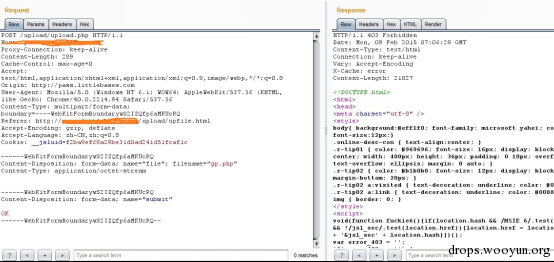 Request
Raw Params Headers Hex
POST /upload/upload.php HTTP/1.1
Proxy-Connection: keep-alive
Content-Length: 289
Cache-Control: max-age=0
Accept:
text/html,application/xhtml+xml,application/xml;q=0.9,image/webp,*/*;q=0.8
Origin: http://pass.littlebases.com
User-Agent: Mozilla/5.0 (Windows NT 6.1; WOW64) AppleWebKit/537.36 (KHTML,
like Gecko) Chrome/40.0.2214.94 Safari/537.36
Content-Type: multipart/form-data;
Referer: http://upload/upfile.html
Accept-Encoding: gzip, deflate
Accept-Language: zh-CN,zh;q=0.8
Content-Disposition: form-data; name="file"; filename="gp.php"
Content-Type: application/octet-stream
Content-Disposition: form-data; name="submit"
OK
? < + > Type a search term 0 matches
Response
Raw Headers Hex HTML Render
HTTP/1.1 403 Forbidden
Date: Mon, 09 Feb 2015 07:06:29 GMT
Content-Type: text/html
Connection: keep-alive
Vary: Accept-Encoding
X-Cache: error
Content-Length: 21027
<!DOCTYPE html>
<html>
<head>
<meta charset="utf-8" />
<style>
body{ background:#eff1f0; font-family: microsoft yahei; co
font-size:12px;}
.online-desc-con { text-align:center; }
.r-tip01 { color: #969696; font-size: 16px; display: block
center; width: 400px; height: 36px; padding: 0 10px; overf
text-overflow: ellipsis; margin: 0 auto; }
.r-tip02 { color: #b1b0b0; font-size: 12px; display: block
margin-bottom: 20px; }
.r-tip02 a:visited { text-decoration: underline; color: #0
.r-tip02 a:link { text-decoration: underline; color: #0088
img { border: 0; }
</style>
<script>
void(function fuckie6(){if(location.hash && /MSIE 6/.test(
&& !/jsl_sec/.test(location.href)){location.href = locatio
+ '&jsl_sec' + location.hash}})();
var error_403 = '';
? < + > Type a search term
drops.wooyun.org